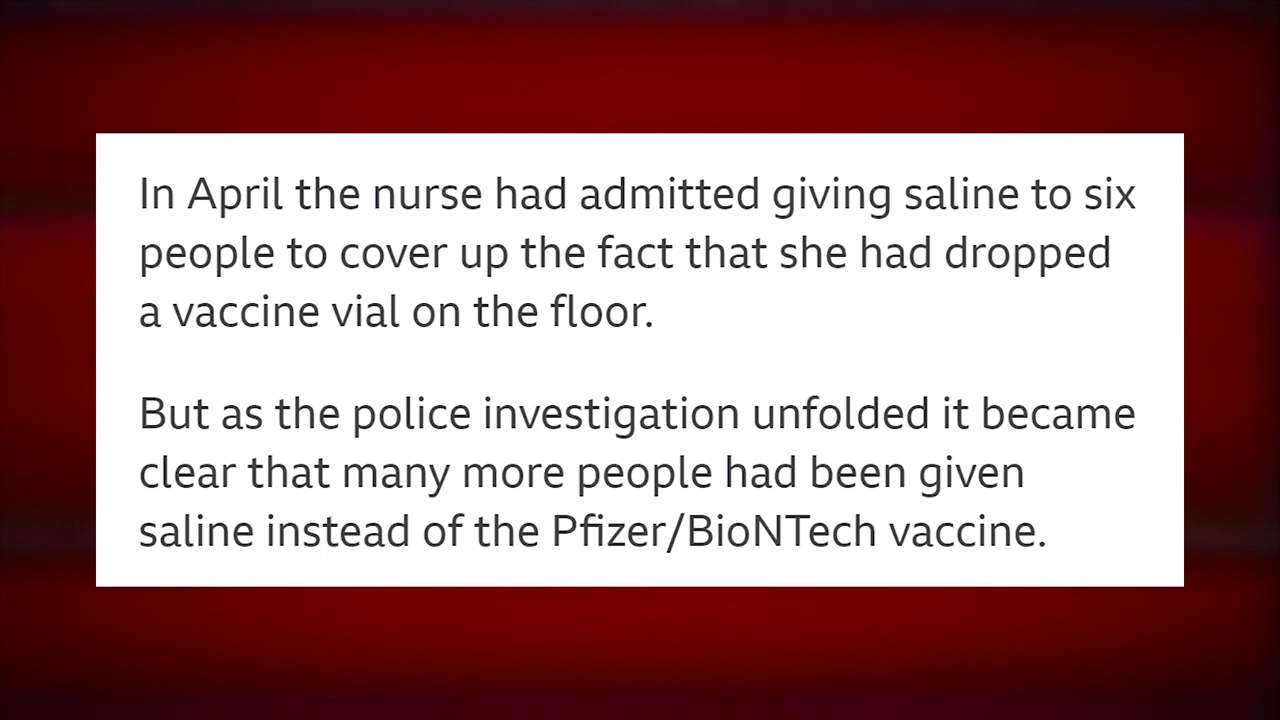 In April the nurse had admitted giving saline to six
people to cover up the fact that she had dropped
a vaccine vial on the floor.
But as the police investigation unfolded it became
clear that many more people had been given
saline instead of the Pfizer/BioNTech vaccine.